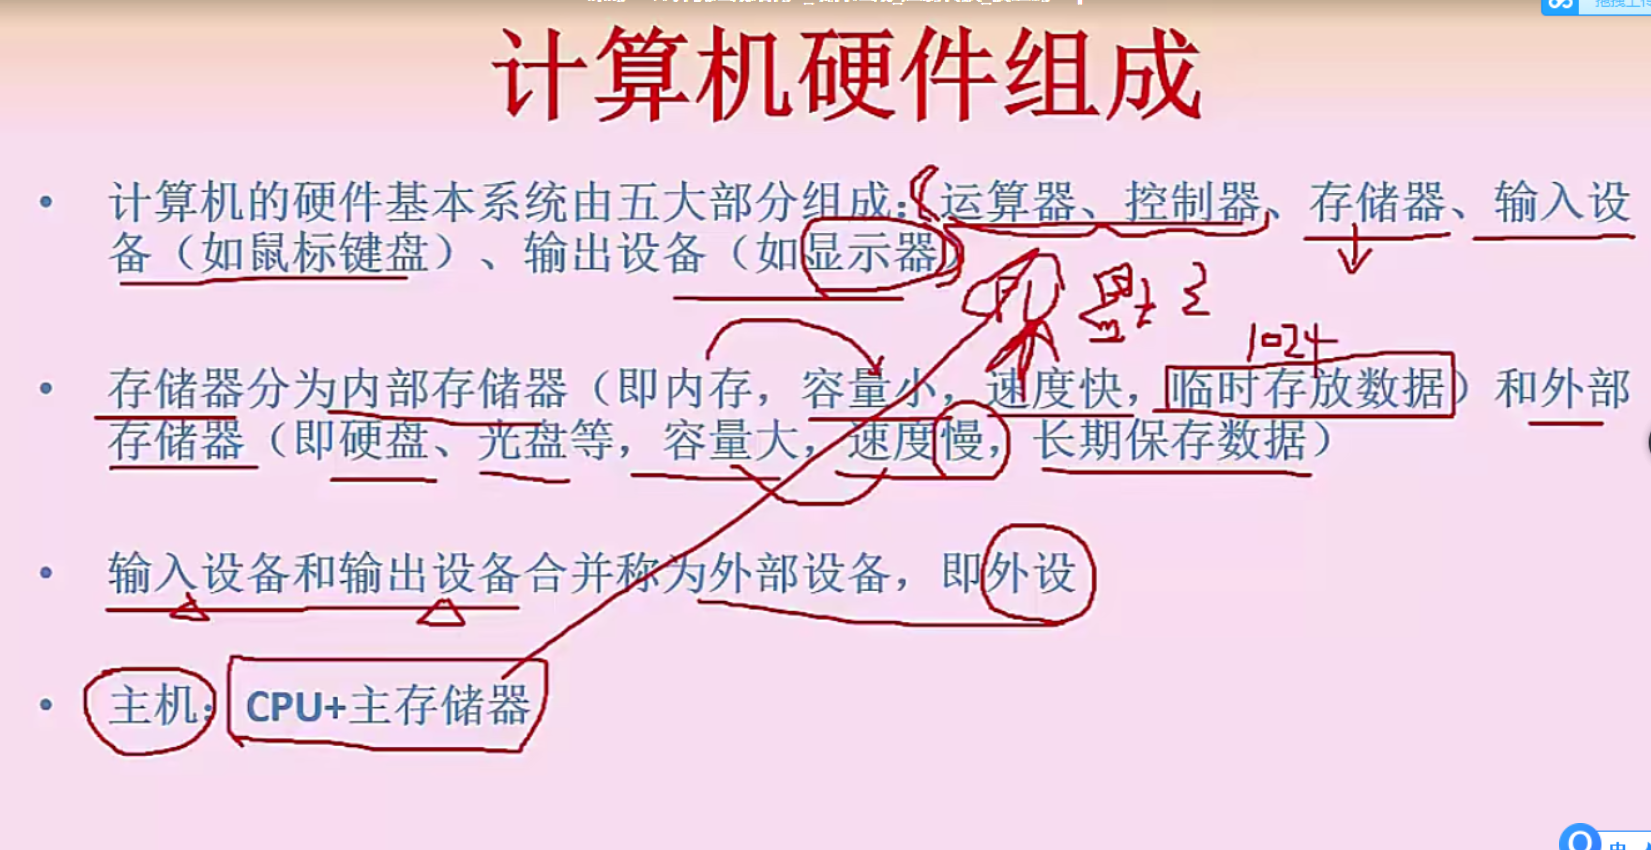 计算机硬件组成
• 计算机的硬件基本系统由五大部分组成：运算器、控制器、存储器、输入设
备（如鼠标键盘）、输出设备（如显示器）
1024
• 存储器分为内部存储器（即内存，容量小，速度快，临时存放数据）和外部
存储器（即硬盘、光盘等，容量大，速度慢，长期保存数据）
• 输入设备和输出设备合并称为外部设备，即外设
• 主机：CPU+主存储器